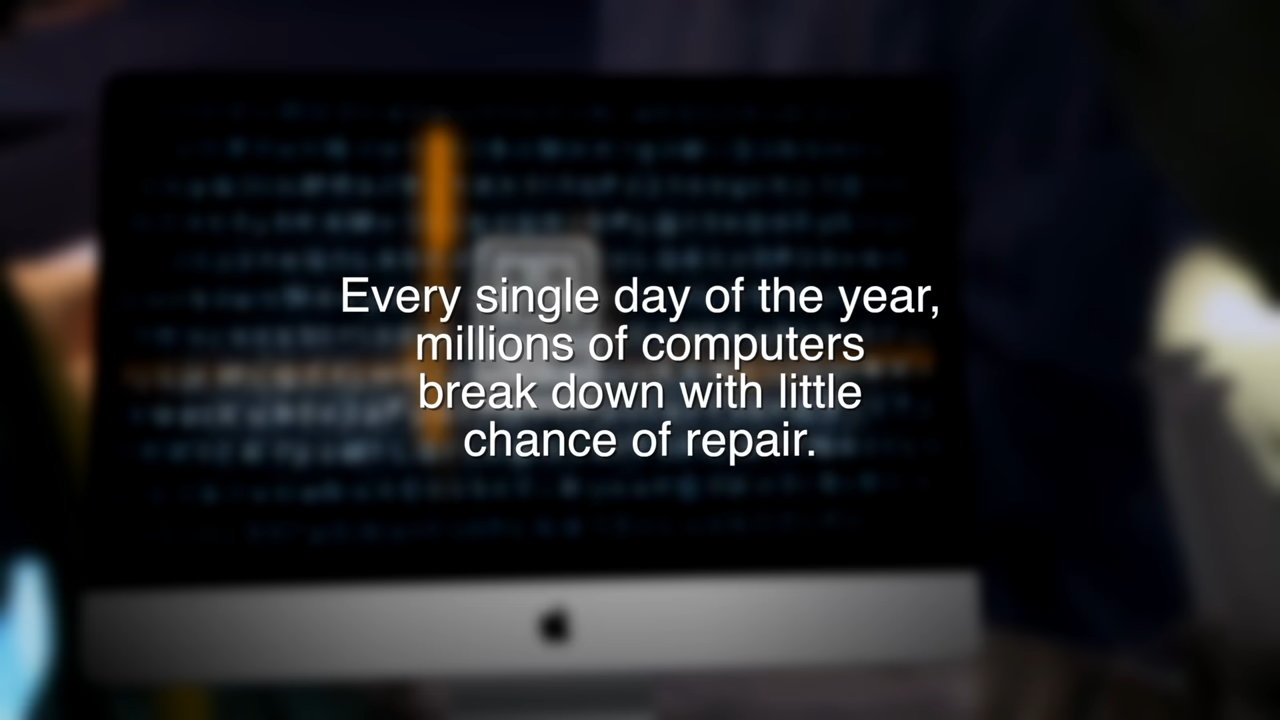 Every single day of the year,
millions of computers
break down with little
chance of repair.